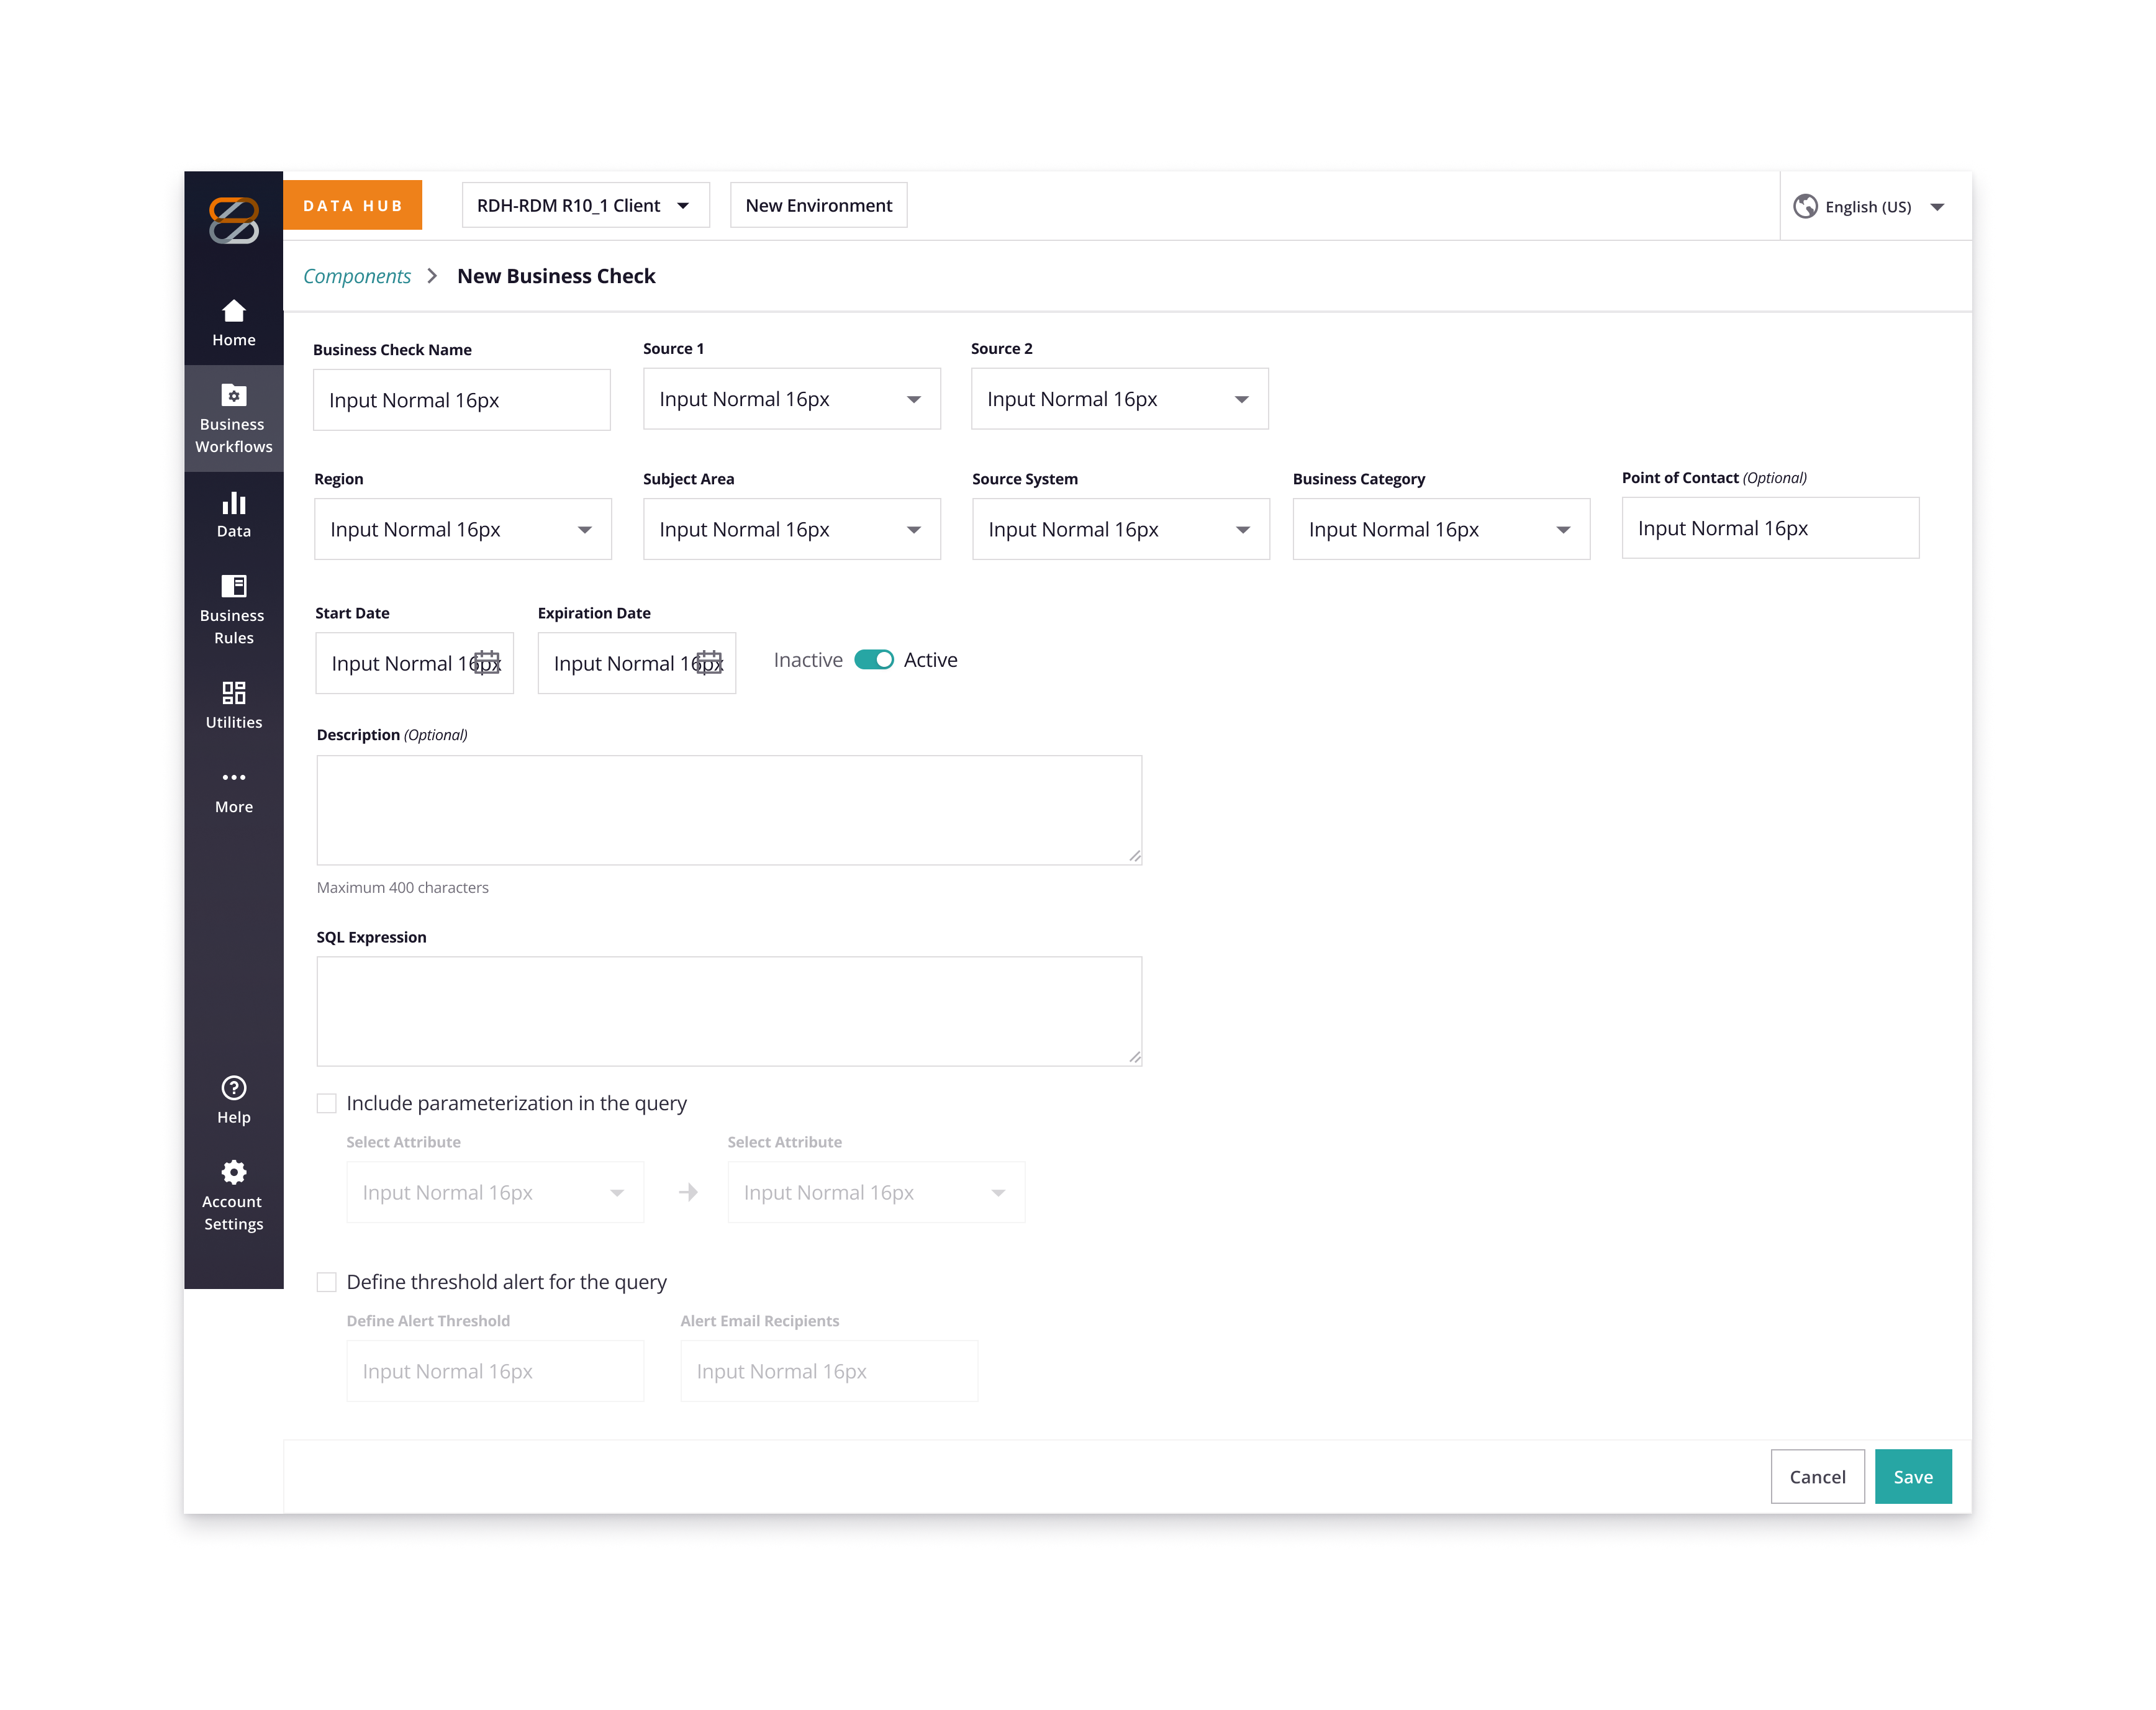 DATA HUB
RDH-RDM R10_1 Client
New Environment
English (US)
Components
New Business Check
Home
Business
Workflows
Data
Business
Rules
Utilities
More
Help
Account
Settings
Business Check Name
Source 1
Source 2
Input Normal 16px
Input Normal 16px
Input Normal 16px
Region
Subject Area
Source System
Business Category
Point of Contact (Optional)
Input Normal 16px
Input Normal 16px
Input Normal 16px
Input Normal 16px
Input Normal 16px
Start Date
Expiration Date
Input Normal 16px
Input Normal 16px
Inactive
Active
Description (Optional)
Maximum 400 characters
SQL Expression
Include parameterization in the query
Select Attribute
Select Attribute
Input Normal 16px
Input Normal 16px
Define threshold alert for the query
Define Alert Threshold
Alert Email Recipients
Input Normal 16px
Input Normal 16px
Cancel
Save